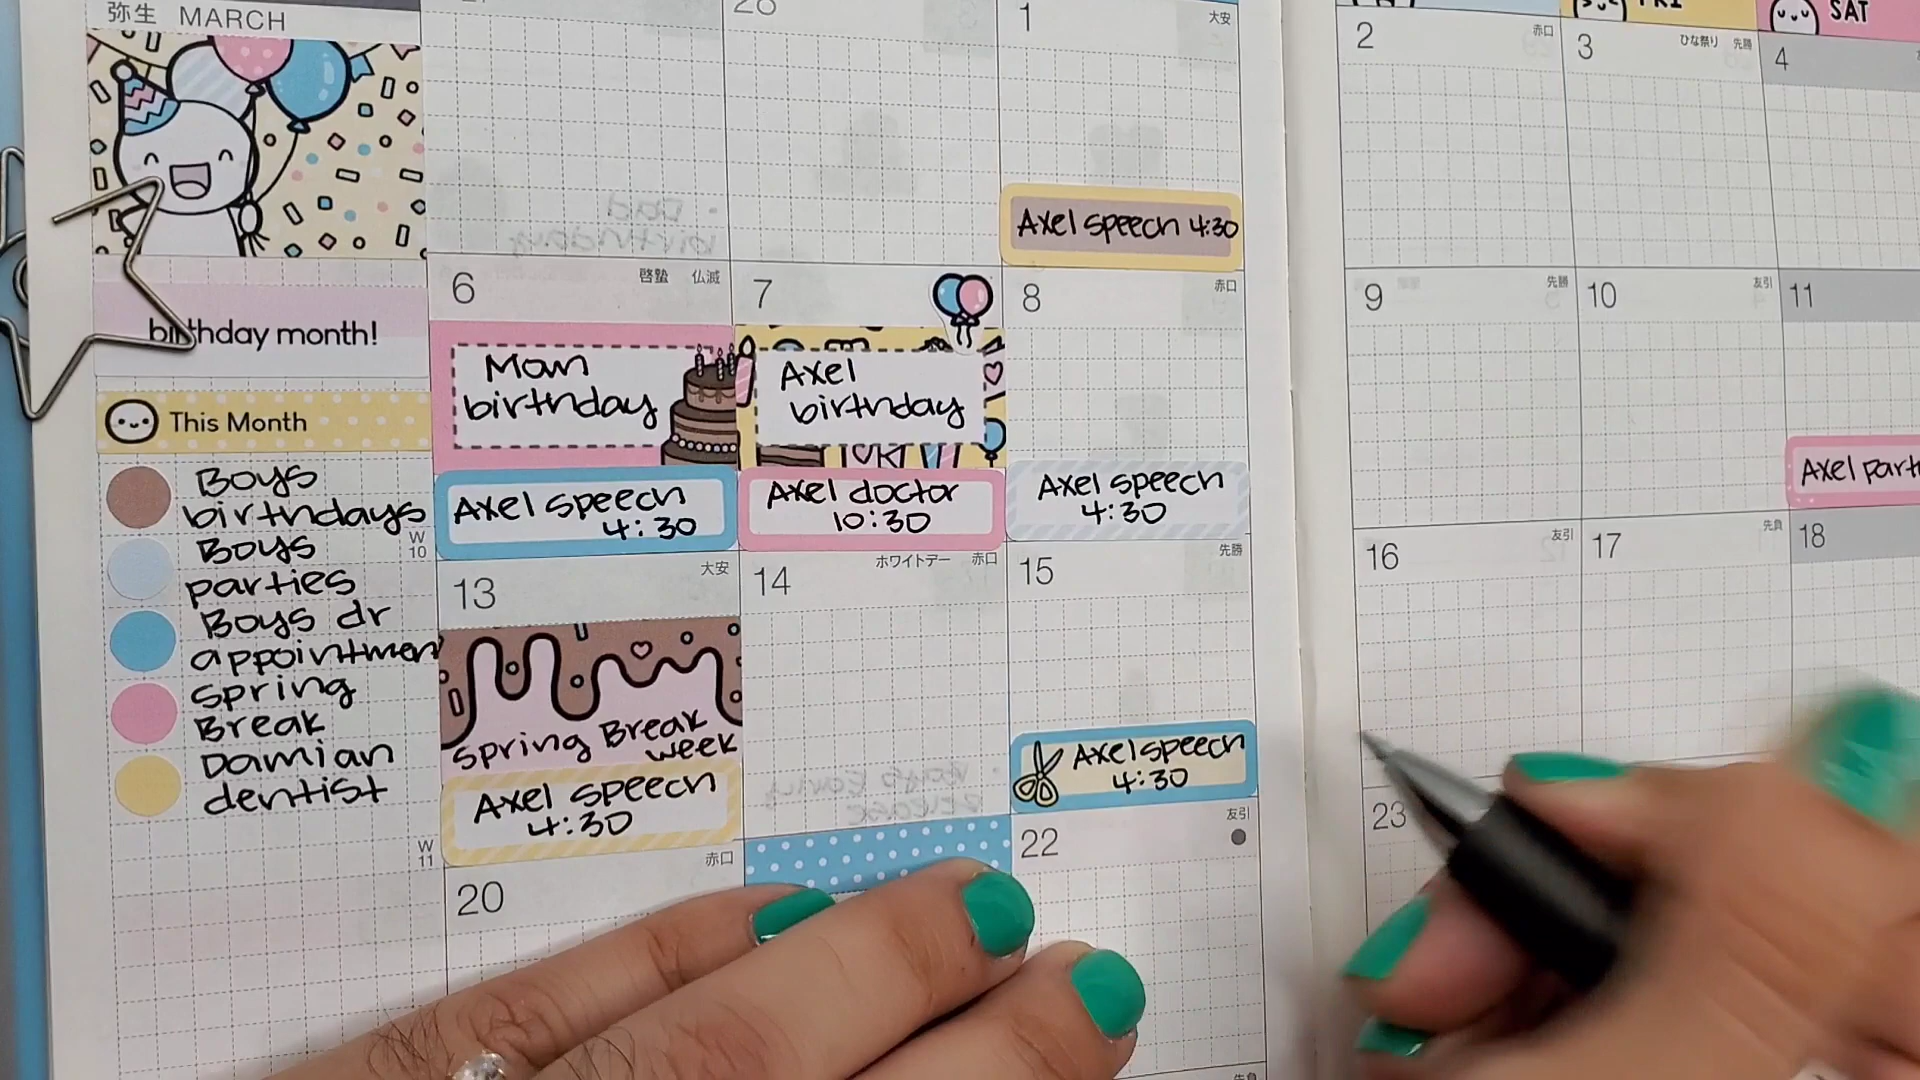 弥生 MARCH
28
1 大安
Axel speech 4:30
birthday month!
This Month
Boys
birthdays
Boys
parties
Boys dr
appointmen
Spring
Break
Damian
dentist
W
10
W
11
6 啓蟄 仏滅
Mom
birthday
Axel speech
4:30
7
Axel
birthday
Axel doctor
10:30
8 赤口
Axel speech
4:30
13 大安
Spring Break
week
Axel speech
4:30
14 ホワイトデー 赤口
15 先勝
Axel speech
4:30
20 赤口
22 友引
先負
FRI
SAT
2 赤口
3 ひな祭り 先勝
4
9 先勝
10 友引
11
Axel part
16 友引
17 先負
18
23